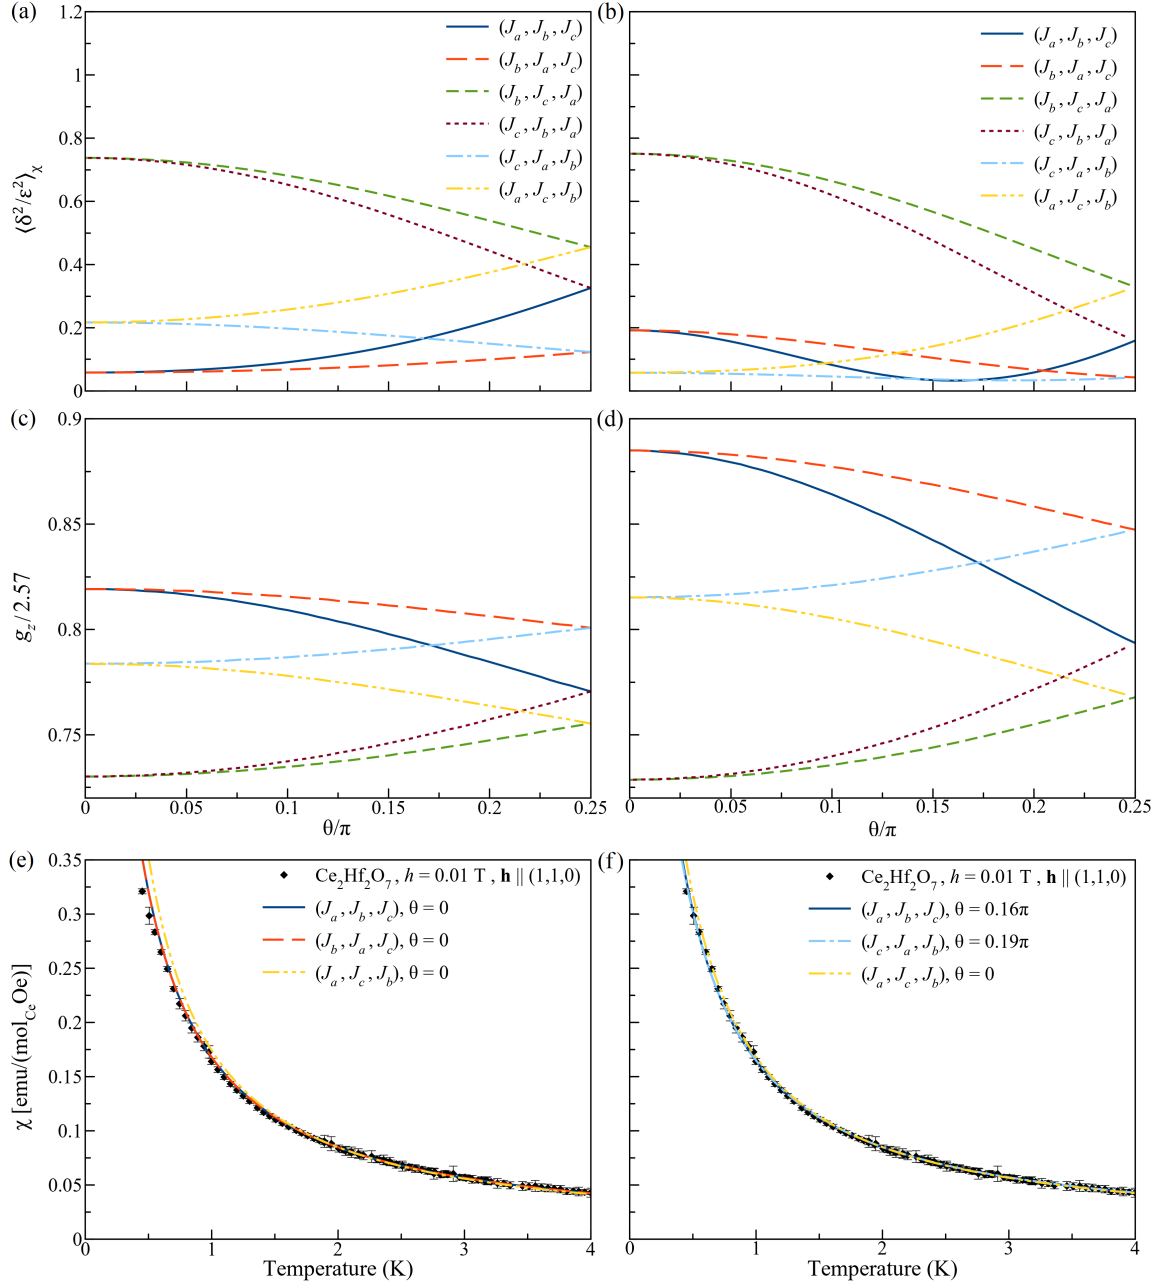 (a)
1.2
1
0.8
0.6
0.4
0.2
0
⟨δ²/ε²⟩χ
(Ja, Jb, Jc)
(Jb, Ja, Jc)
(Jb, Jc, Ja)
(Jc, Jb, Ja)
(Jc, Ja, Jb)
(Ja, Jc, Jb)
(b)
(Ja, Jb, Jc)
(Jb, Ja, Jc)
(Jb, Jc, Ja)
(Jc, Jb, Ja)
(Jc, Ja, Jb)
(Ja, Jc, Jb)
(c)
0.9
0.85
0.8
0.75
gz/2.57
0 0.05 0.1 0.15 0.2 0.25
θ/π
(d)
0.05 0.1 0.15 0.2 0.25
θ/π
(e)
0.35
0.3
0.25
0.2
0.15
0.1
0.05
0
χ [emu/(molCeOe)]
Ce2Hf2O7, h = 0.01 T , h ∥ (1,1,0)
(Ja, Jb, Jc), θ = 0
(Jb, Ja, Jc), θ = 0
(Ja, Jc, Jb), θ = 0
0 1 2 3 4
Temperature (K)
(f)
Ce2Hf2O7, h = 0.01 T , h ∥ (1,1,0)
(Ja, Jb, Jc), θ = 0.16π
(Jc, Ja, Jb), θ = 0.19π
(Ja, Jc, Jb), θ = 0
0 1 2 3 4
Temperature (K)